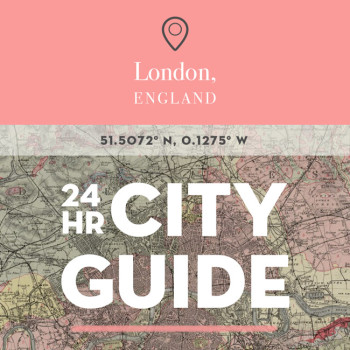 London,
ENGLAND
51.5072° N, 0.1275° W
24
HR CITY
GUIDE